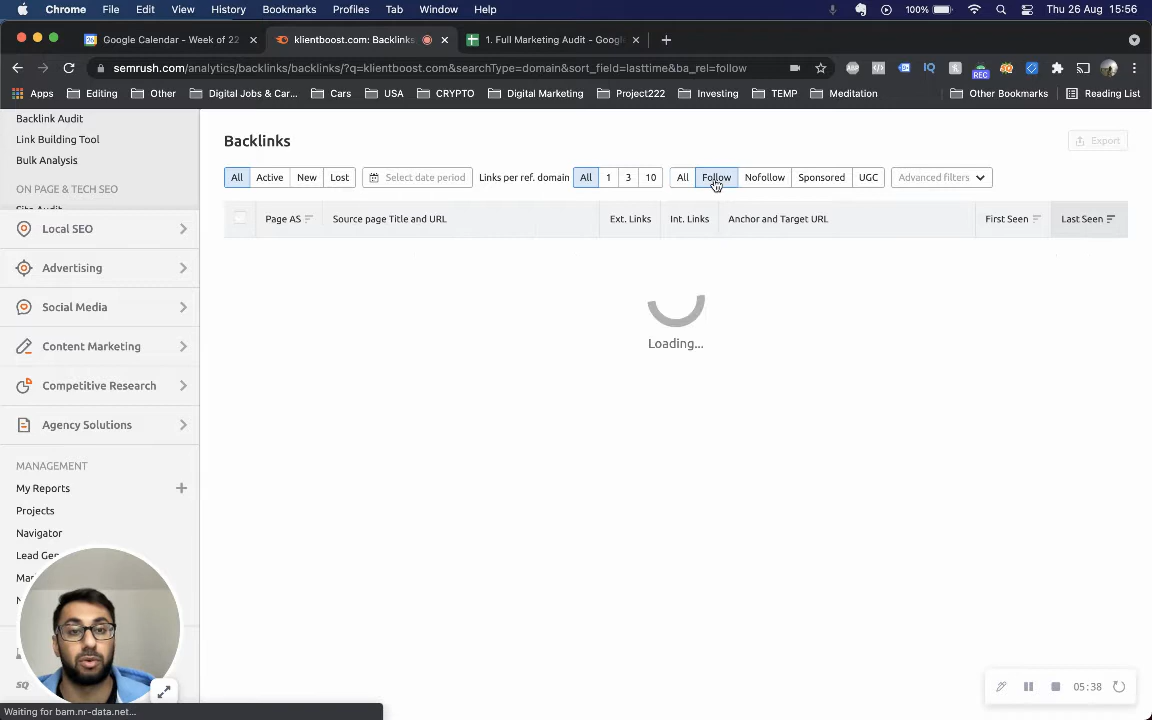 Chrome File Edit View History Bookmarks Profiles Tab Window Help 100% Thu 26 Aug 15:56
Google Calendar - Week of 22 klientboost.com: Backlinks 1. Full Marketing Audit - Goog
semrush.com/analytics/backlinks/backlinks/?q=klientboost.com&searchType=domain&sort_field=lasttime&ba_rel=follow
Apps Editing Other Digital Jobs & Car... Cars USA CRYPTO Digital Marketing Project222 Investing TEMP Meditation Other Bookmarks Reading List
REC
Backlink Audit
Link Building Tool
Bulk Analysis
ON PAGE & TECH SEO
Site Audit
Local SEO
Advertising
Social Media
Content Marketing
Competitive Research
Agency Solutions
MANAGEMENT
My Reports
Projects
Navigator
Lead Gen
SQ
Waiting for bam.nr-data.net...
Backlinks
Export
All Active New Lost Select date period Links per ref. domain All 1 3 10 All Follow Nofollow Sponsored UGC Advanced filters
Page AS Source page Title and URL Ext. Links Int. Links Anchor and Target URL First Seen Last Seen
Loading...
05:38